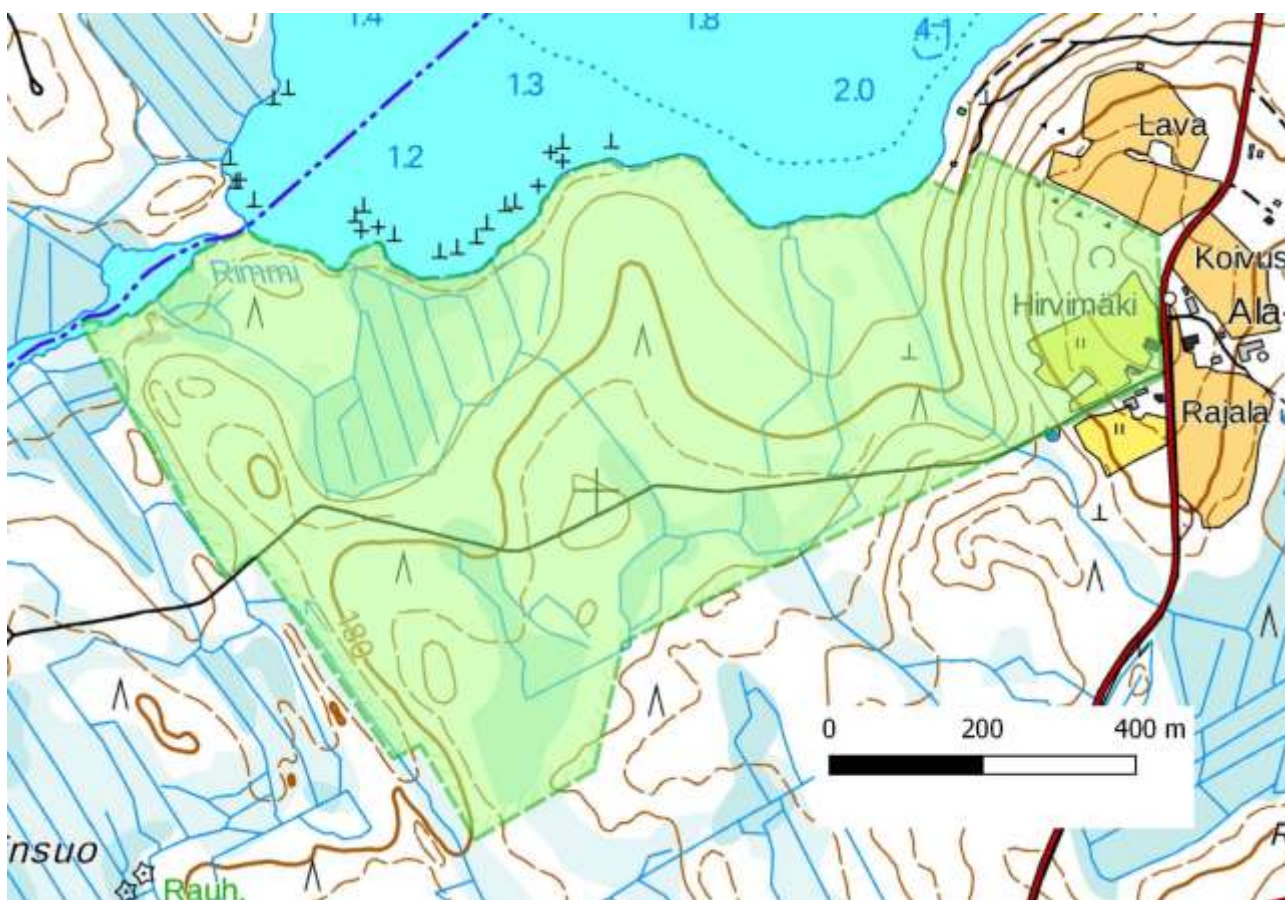 1.4
1.8
4.1
1.3
2.0
1.2
Lava
Koivus
Rimmi
Hirvimäki
Ala-
Rajala
180
0 200 400 m
nsuo
Rauh.
R